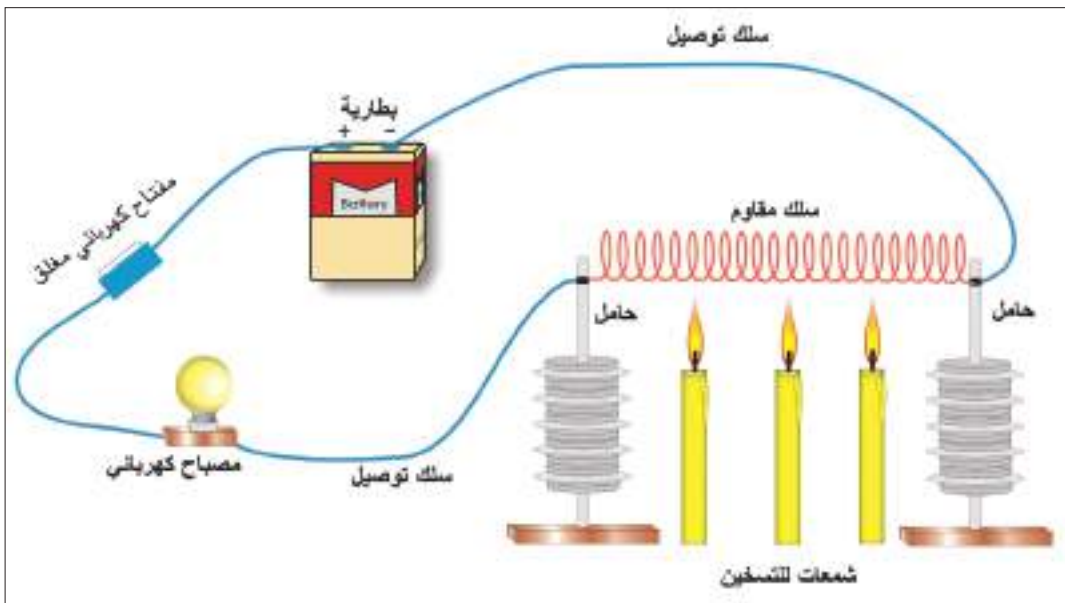 سلك توصيل
بطارية
+ −
Battery
مفتاح كهربائي مغلق
سلك مقاوم
حامل
حامل
مصباح كهربائي
سلك توصيل
شمعات للتسخين